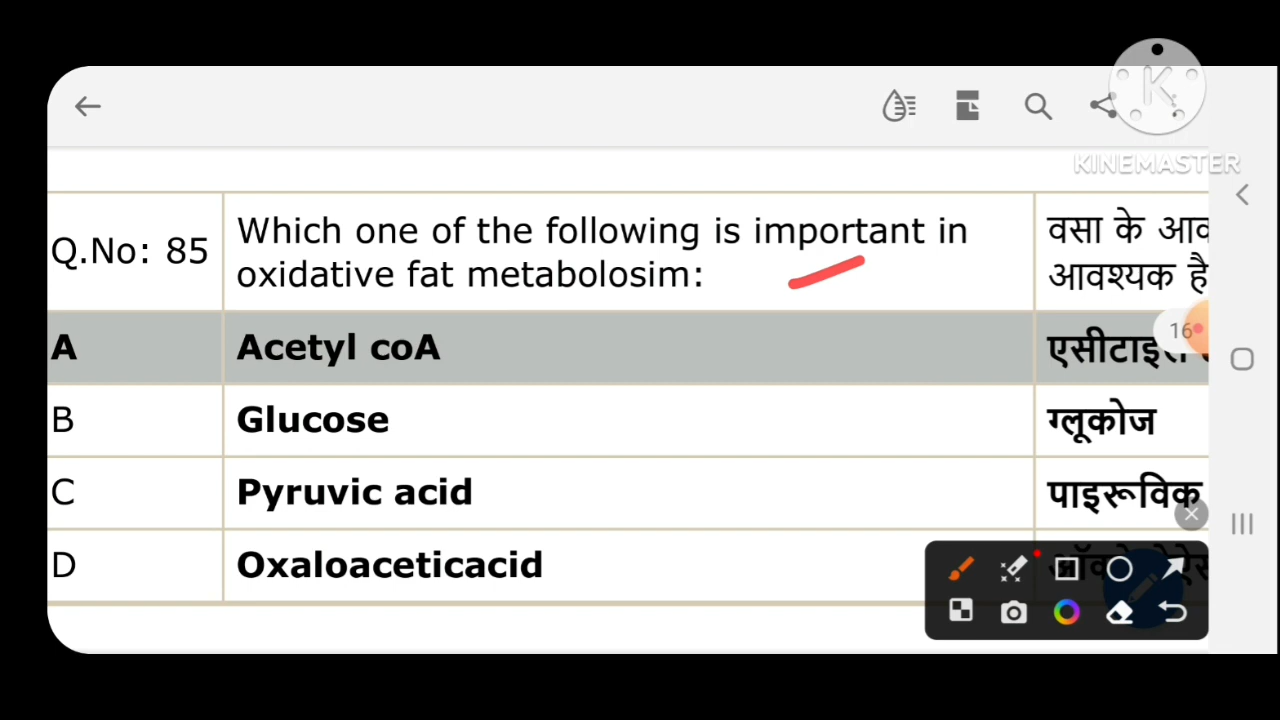 KINEMASTER
Q.No: 85
Which one of the following is important in
oxidative fat metabolosim:
वसा के
आवश्यक है
A
Acetyl coA
16
B
Glucose
ग्लूकोज
C
Pyruvic acid
पाइरूविक
D
Oxaloaceticacid